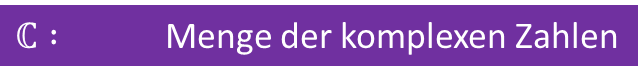 ℂ : Menge der komplexen Zahlen